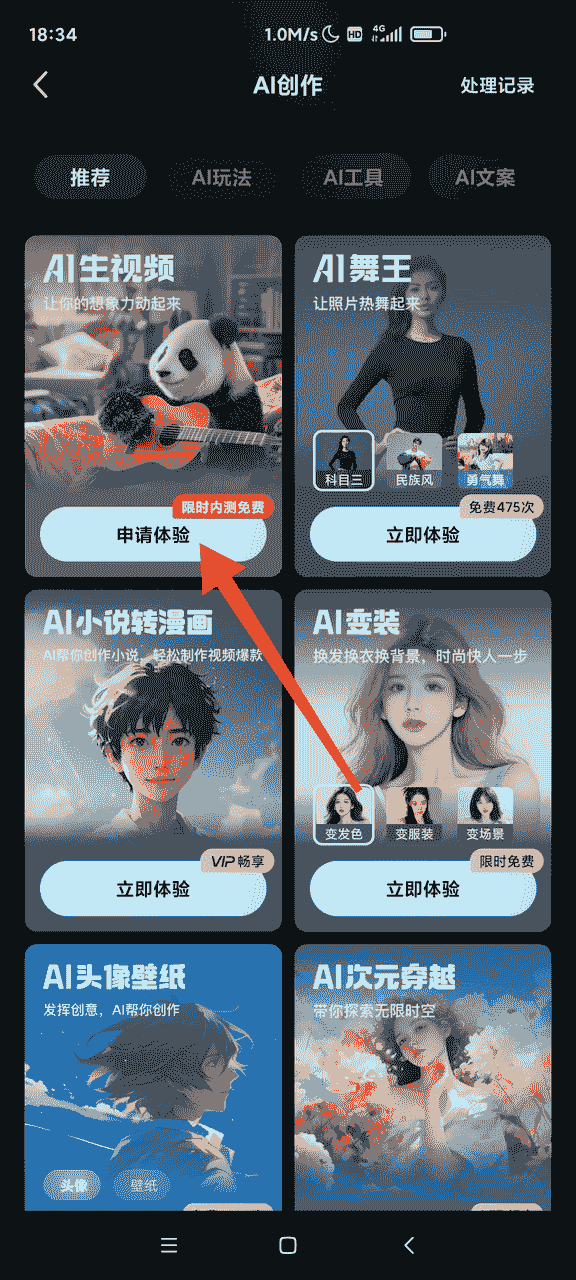 18:34
1.0M/s HD 4G
AI创作
处理记录
推荐
AI玩法
AI工具
AI文案
AI生视频
让你的想象力动起来
限时内测免费
申请体验
AI舞王
让照片热舞起来
科目三
民族风
勇气舞
免费475次
立即体验
AI小说转漫画
AI帮你创作小说，轻松制作视频爆款
VIP畅享
立即体验
AI变装
换发换衣换背景，时尚快人一步
变发色
变服装
变场景
限时免费
立即体验
AI头像壁纸
发挥创意，AI帮你创作
头像
壁纸
AI次元穿越
带你探索无限时空